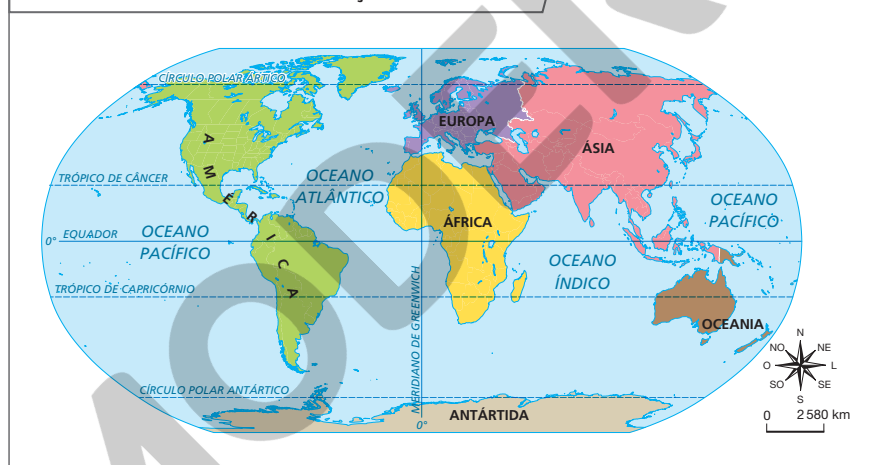 CÍRCULO POLAR ÁRTICO
EUROPA
ÁSIA
AMÉRICA
TRÓPICO DE CÂNCER
OCEANO
ATLÂNTICO
OCEANO
PACÍFICO
ÁFRICA
EQUADOR
0°
OCEANO
PACÍFICO
OCEANO
ÍNDICO
TRÓPICO DE CAPRICÓRNIO
MERIDIANO DE GREENWICH
OCEANIA
N
NO
NE
O
L
SO
SE
S
CÍRCULO POLAR ANTÁRTICO
ANTÁRTIDA
0°
0 2 580 km